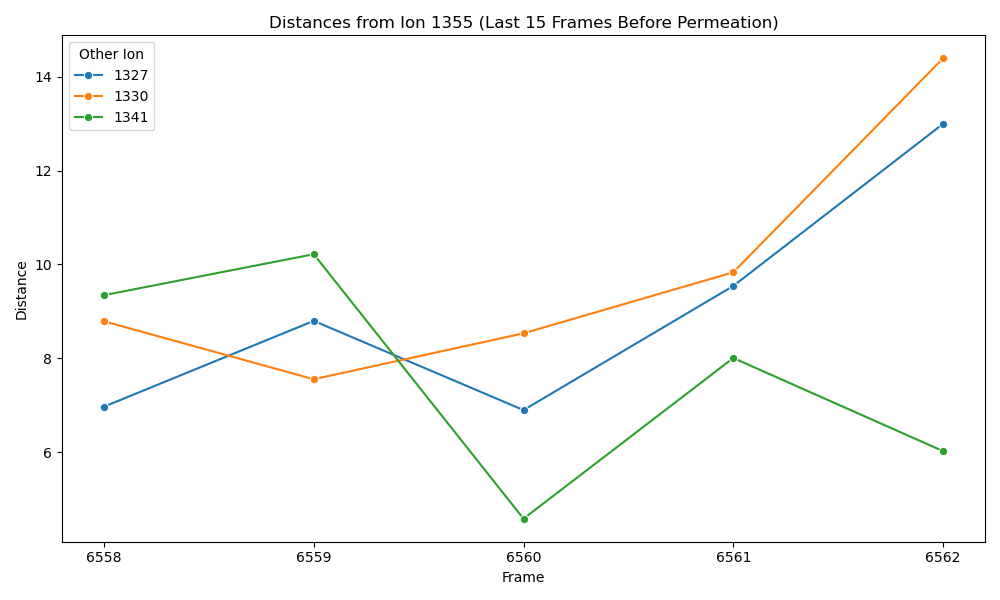 Distances from Ion 1355 (Last 15 Frames Before Permeation)
Other Ion
1327
1330
1341
Distance
14
12
10
8
6
6558 6559 6560 6561 6562
Frame